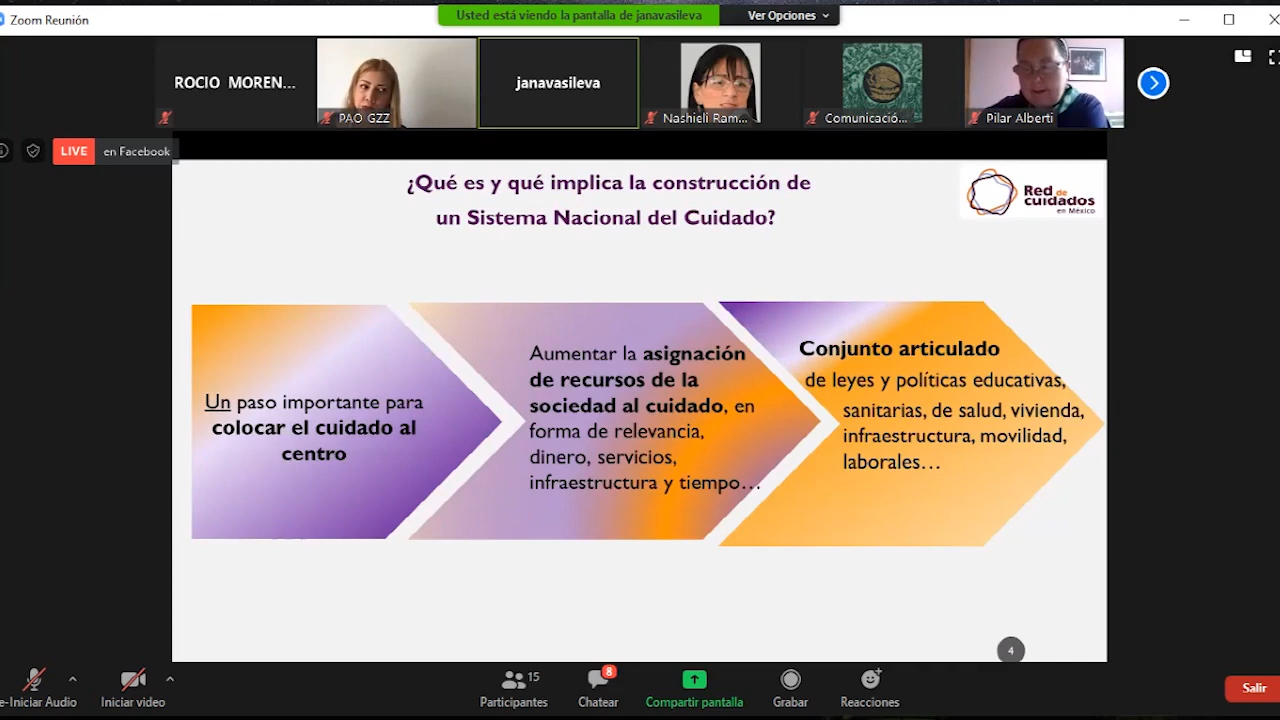 Zoom Reunión
Usted está viendo la pantalla de janavasileva
Ver Opciones
ROCIO MOREN...
PAO GZZ
janavasileva
Nashieli Ram...
Comunicació...
Pilar Alberti
LIVE
en Facebook
¿Qué es y qué implica la construcción de
un Sistema Nacional del Cuidado?
Red de
cuidados
en México
Un paso importante para
colocar el cuidado al
centro
Aumentar la asignación
de recursos de la
sociedad al cuidado, en
forma de relevancia,
dinero, servicios,
infraestructura y tiempo...
Conjunto articulado
de leyes y políticas educativas,
sanitarias, de salud, vivienda,
infraestructura, movilidad,
laborales...
4
e-Iniciar Audio
Iniciar video
15
Participantes
8
Chatear
Compartir pantalla
Grabar
Reacciones
Salir